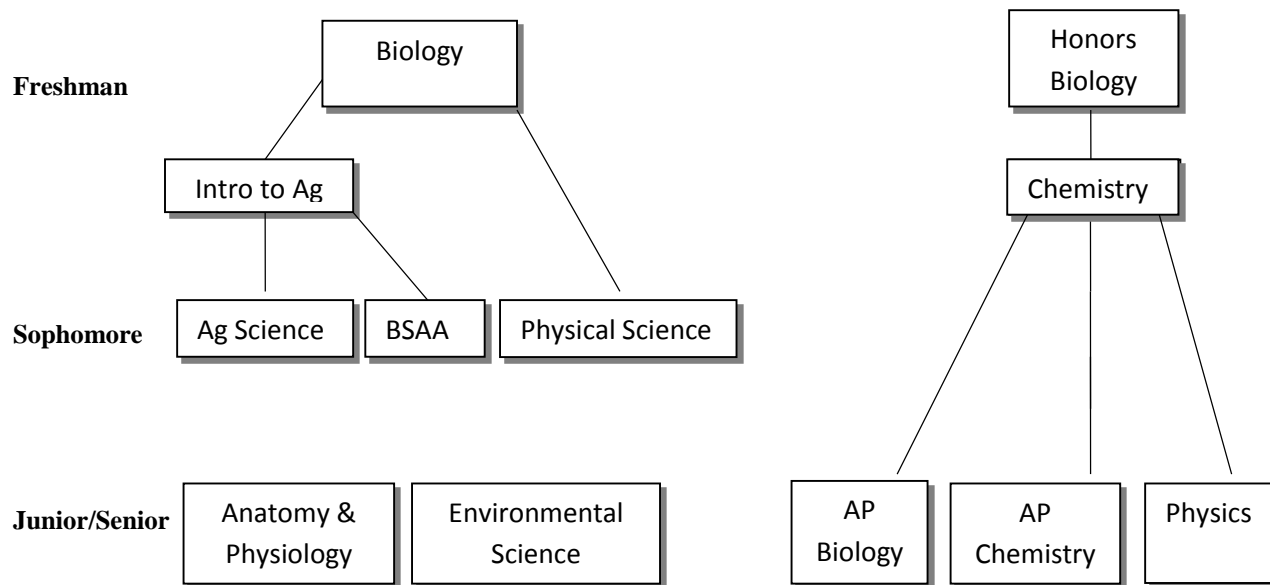 Freshman
Biology
Honors
Biology
Intro to Ag
Chemistry
Sophomore
Ag Science
BSAA
Physical Science
Junior/Senior
Anatomy &
Physiology
Environmental
Science
AP
Biology
AP
Chemistry
Physics